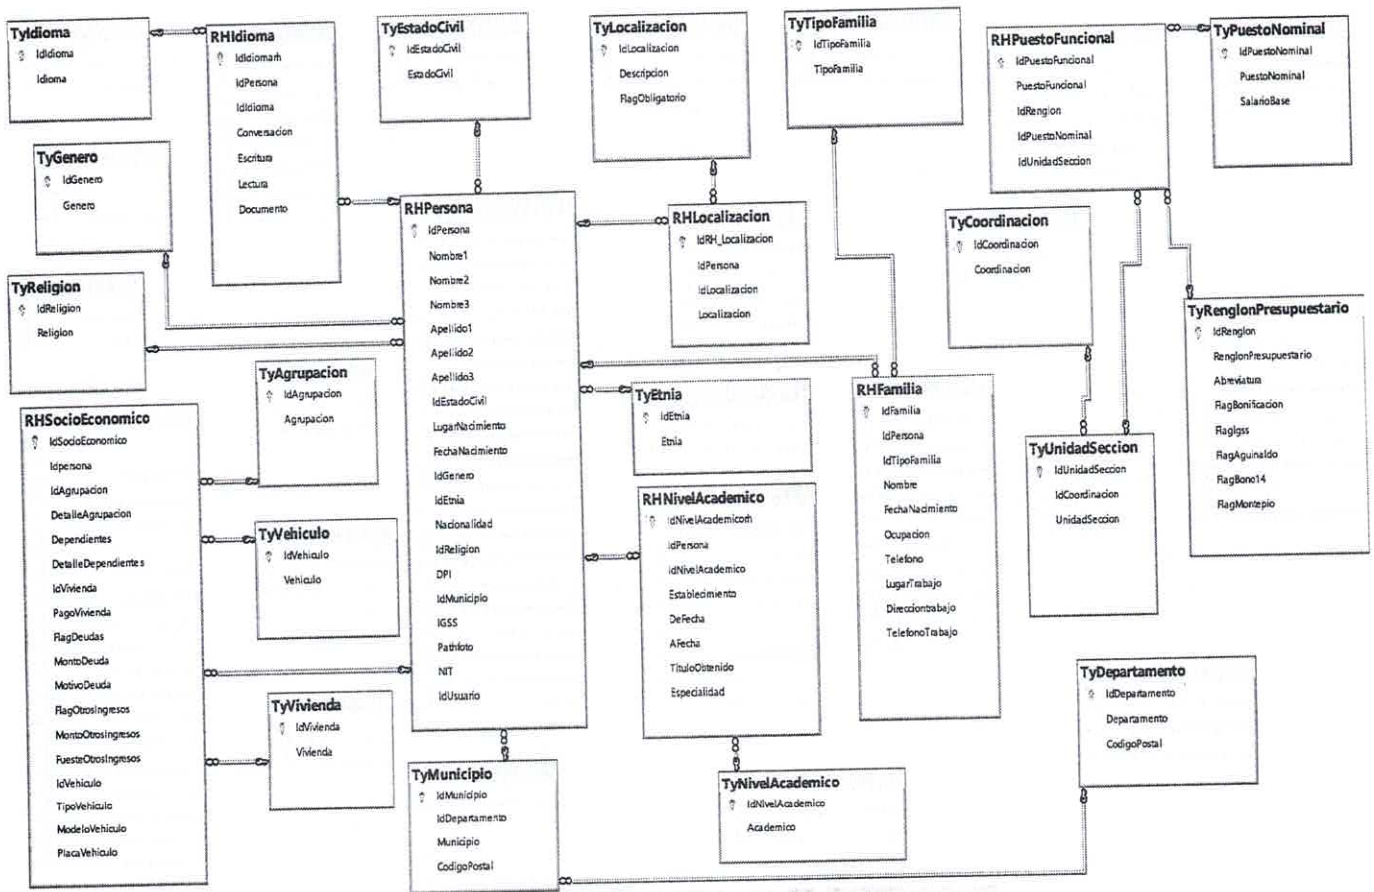 TyIdioma
IdIdioma
Idioma
RHIdioma
IdIdiomarh
IdPersona
IdIdioma
Conversacion
Escritura
Lectura
Documento
TyEstadoCivil
IdEstadoCivil
EstadoCivil
TyLocalizacion
IdLocalizacion
Descripcion
FlagObligatorio
TyTipoFamilia
IdTipoFamilia
TipoFamilia
RHPuestoFuncional
IdPuestoFuncional
PuestoFuncional
IdRenglon
IdPuestoNominal
IdUnidadSeccion
TyPuestoNominal
IdPuestoNominal
PuestoNominal
SalarioBase
TyGenero
IdGenero
Genero
TyReligion
IdReligion
Religion
RHPersona
IdPersona
Nombre1
Nombre2
Nombre3
Apellido1
Apellido2
Apellido3
IdEstadoCivil
LugarNacimiento
FechaNacimiento
IdGenero
IdEtnia
Nacionalidad
IdReligion
DPI
IdMunicipio
IGSS
Pathfoto
NIT
IdUsuario
RHLocalizacion
IdRH_Localizacion
IdPersona
IdLocalizacion
Localizacion
TyCoordinacion
IdCoordinacion
Coordinacion
TyRenglonPresupuestario
IdRenglon
RenglonPresupuestario
Abreviatura
FlagBonificacion
FlagIgss
FlagAguinaldo
FlagBono14
FlagMontepio
TyAgrupacion
IdAgrupacion
Agrupacion
TyEtnia
IdEtnia
Etnia
RHFamilia
IdFamilia
IdPersona
IdTipoFamilia
Nombre
FechaNacimiento
Ocupacion
Telefono
LugarTrabajo
Direcciontrabajo
TelefonoTrabajo
TyUnidadSeccion
IdUnidadSeccion
IdCoordinacion
UnidadSeccion
RHSocioEconomico
IdSocioEconomico
Idpersona
IdAgrupacion
DetalleAgrupacion
Dependientes
DetalleDependientes
IdVivienda
PagoVivienda
FlagDeudas
MontoDeuda
MotivoDeuda
FlagOtrosIngresos
MontoOtrosIngresos
FuesteOtrosIngresos
IdVehiculo
TipoVehiculo
ModeloVehiculo
PlacaVehiculo
TyVehiculo
IdVehiculo
Vehiculo
RHNivelAcademico
IdNivelAcademicorh
IdPersona
IdNivelAcademico
Establecimiento
DeFecha
AFecha
TituloObtenido
Especialidad
TyVivienda
IdVivienda
Vivienda
TyMunicipio
IdMunicipio
IdDepartamento
Municipio
CodigoPostal
TyNivelAcademico
IdNivelAcademico
Academico
TyDepartamento
IdDepartamento
Departamento
CodigoPostal